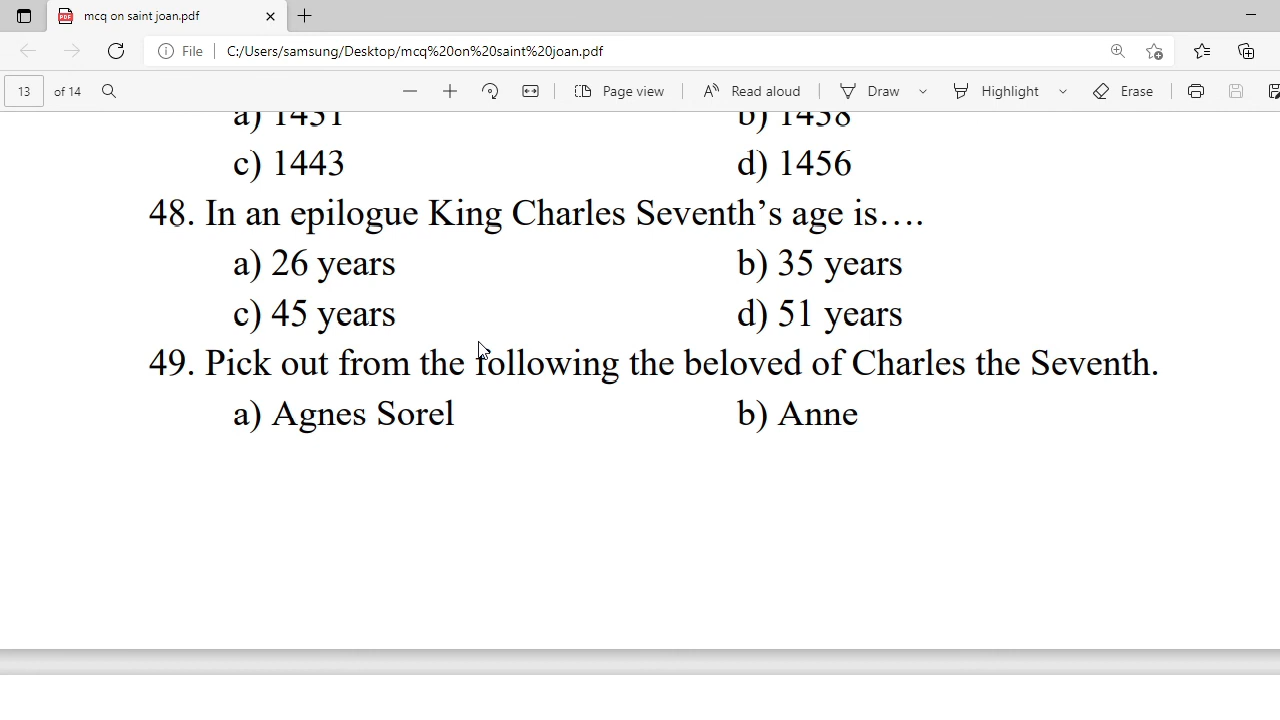 mcq on saint joan.pdf
File C:/Users/samsung/Desktop/mcq%20on%20saint%20joan.pdf
13 of 14 Page view Read aloud Draw Highlight Erase
a) 1431 b) 1438
c) 1443 d) 1456
48. In an epilogue King Charles Seventh’s age is….
a) 26 years b) 35 years
c) 45 years d) 51 years
49. Pick out from the following the beloved of Charles the Seventh.
a) Agnes Sorel b) Anne